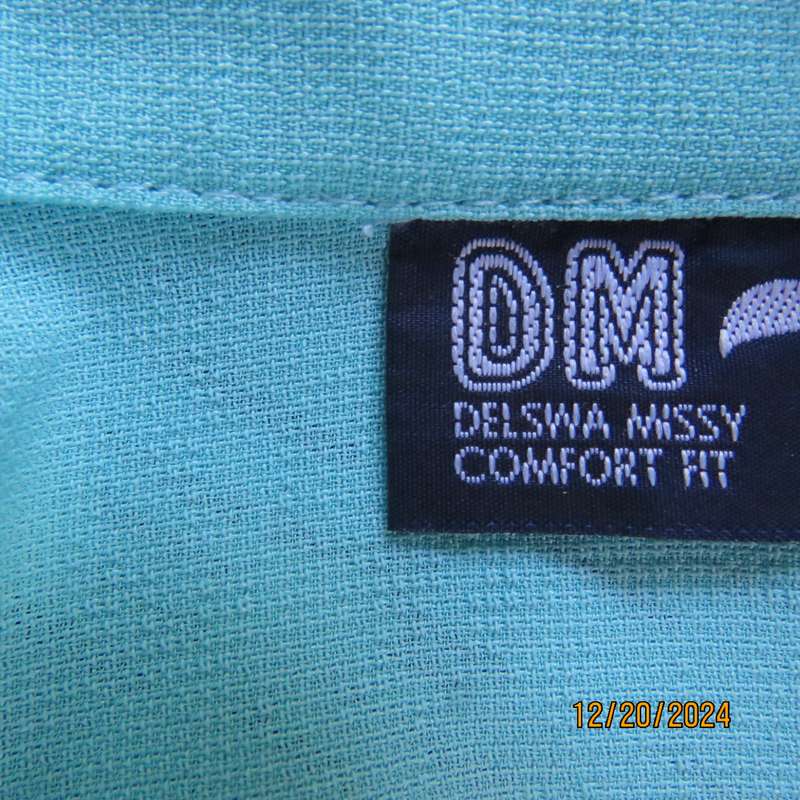 DM
DELSWA MISSY
COMFORT FIT
12/20/2024